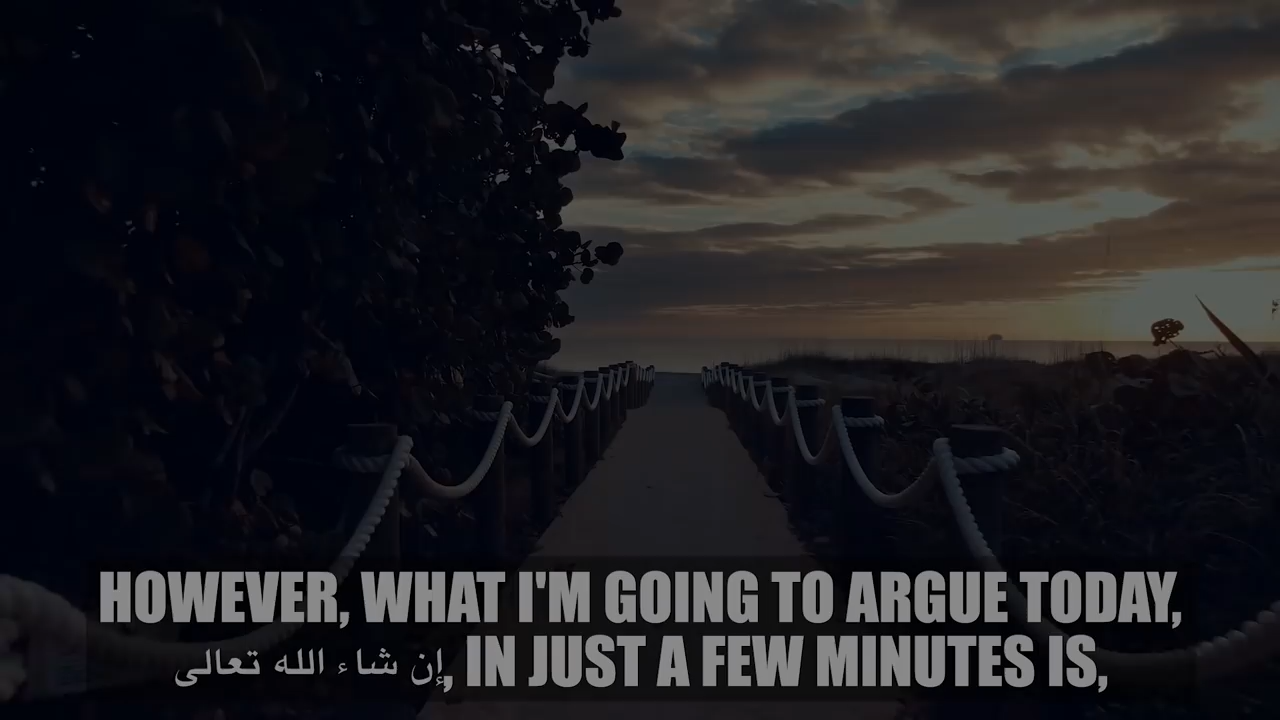 HOWEVER, WHAT I'M GOING TO ARGUE TODAY,
إن شاء الله تعالى, IN JUST A FEW MINUTES IS,